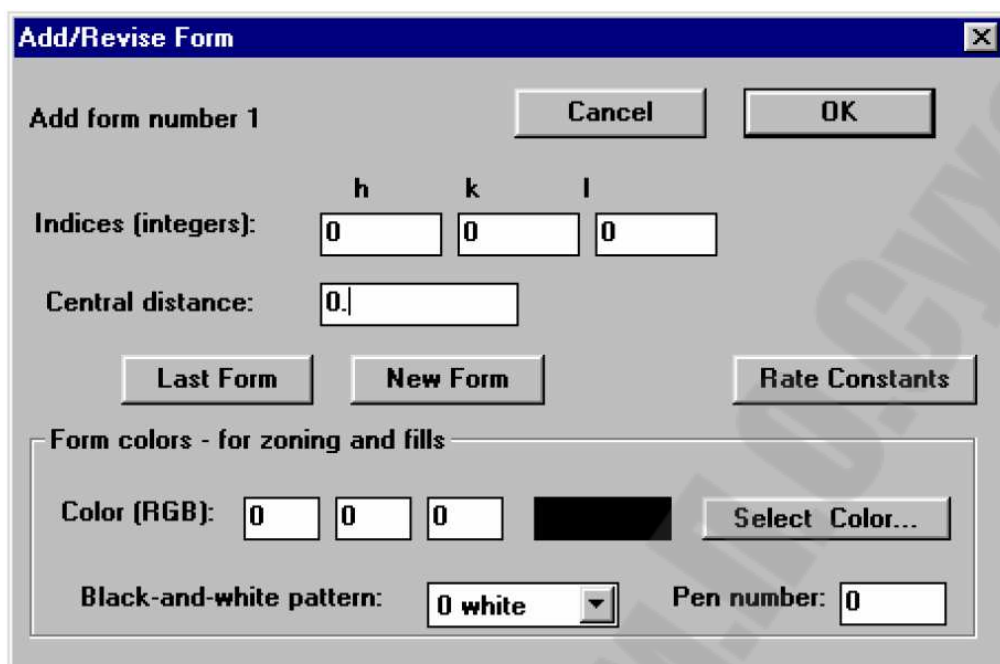 Add/Revise Form
Add form number 1 Cancel OK
h k l
Indices (integers): 0 0 0
Central distance: 0.
Last Form New Form Rate Constants
Form colors - for zoning and fills
Color (RGB): 0 0 0 Select Color...
Black-and-white pattern: 0 white Pen number: 0